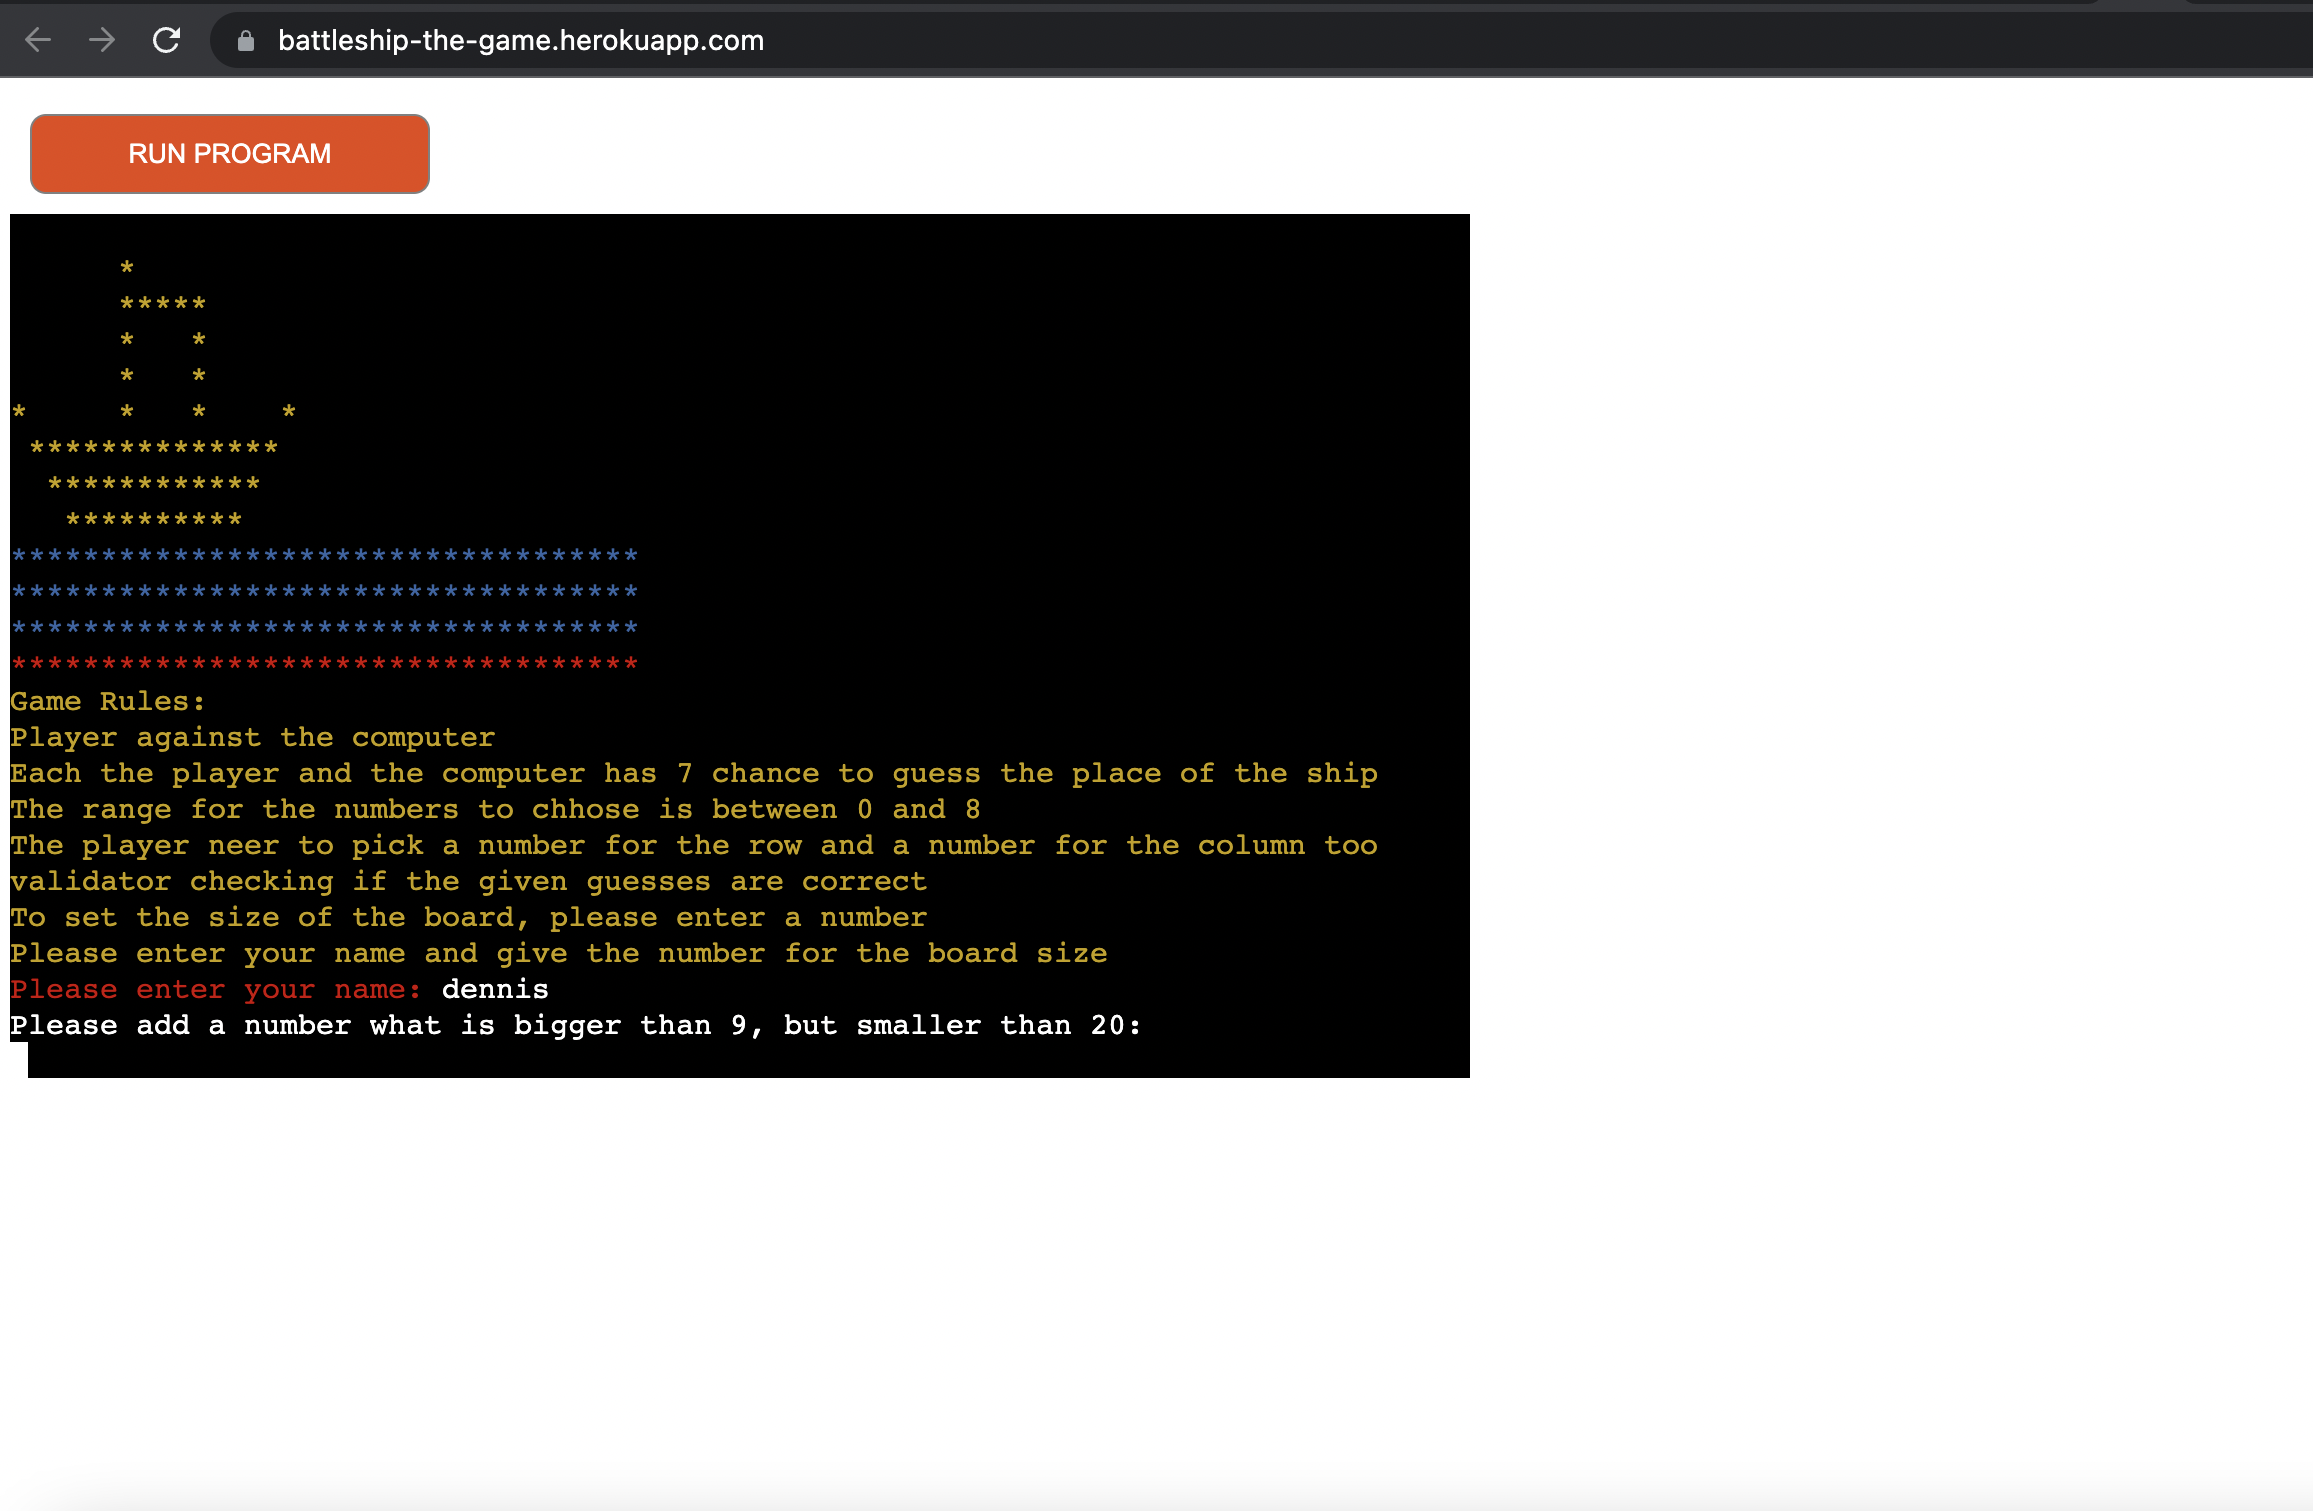 battleship-the-game.herokuapp.com
RUN PROGRAM
*
*****
*   *
*   *
*     *   *    *
**************
************
**********
***********************************
***********************************
***********************************
***********************************
Game Rules:
Player against the computer
Each the player and the computer has 7 chance to guess the place of the ship
The range for the numbers to chhose is between 0 and 8
The player neer to pick a number for the row and a number for the column too
validator checking if the given guesses are correct
To set the size of the board, please enter a number
Please enter your name and give the number for the board size
Please enter your name: dennis
Please add a number what is bigger than 9, but smaller than 20: